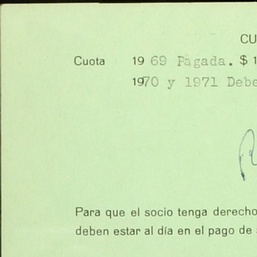 CU
Cuota 19 69 Pagada. $ 1
1970 y 1971 Debe
Para que el socio tenga derecho
deben estar al día en el pago de